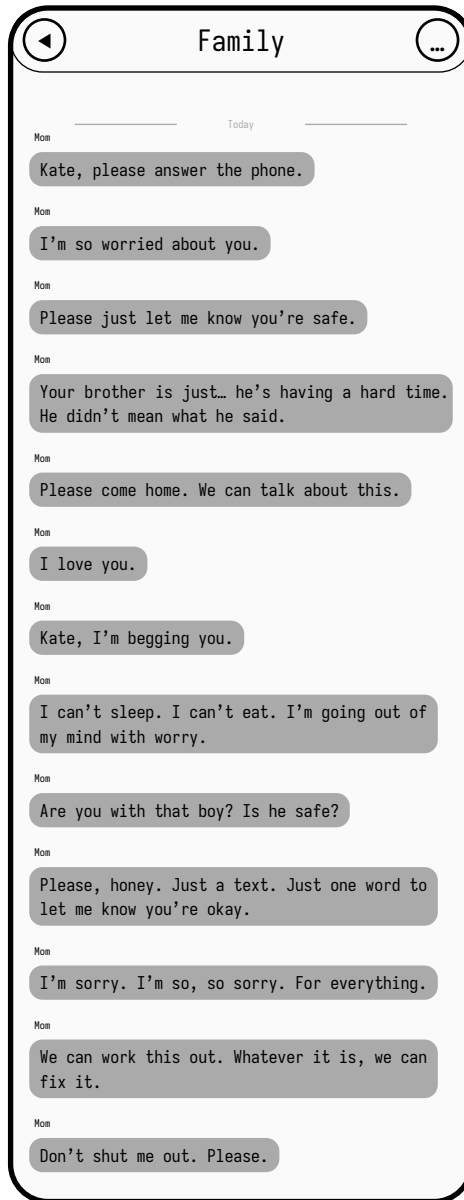 Family
...
Today
Mom
Kate, please answer the phone.
Mom
I’m so worried about you.
Mom
Please just let me know you’re safe.
Mom
Your brother is just… he’s having a hard time.
He didn’t mean what he said.
Mom
Please come home. We can talk about this.
Mom
I love you.
Mom
Kate, I’m begging you.
Mom
I can’t sleep. I can’t eat. I’m going out of
my mind with worry.
Mom
Are you with that boy? Is he safe?
Mom
Please, honey. Just a text. Just one word to
let me know you’re okay.
Mom
I’m sorry. I’m so, so sorry. For everything.
Mom
We can work this out. Whatever it is, we can
fix it.
Mom
Don’t shut me out. Please.